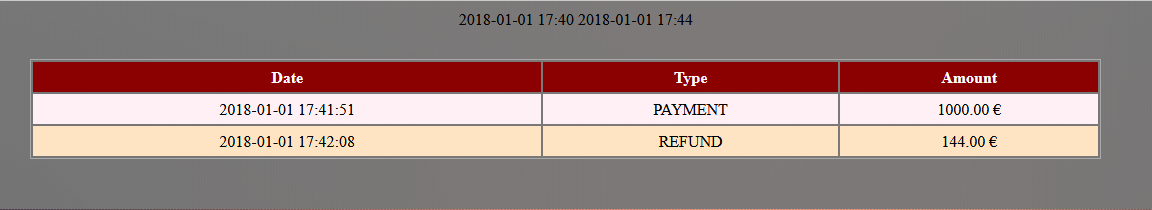 2018-01-01 17:40 2018-01-01 17:44
Date Type Amount
2018-01-01 17:41:51 PAYMENT 1000.00 €
2018-01-01 17:42:08 REFUND 144.00 €